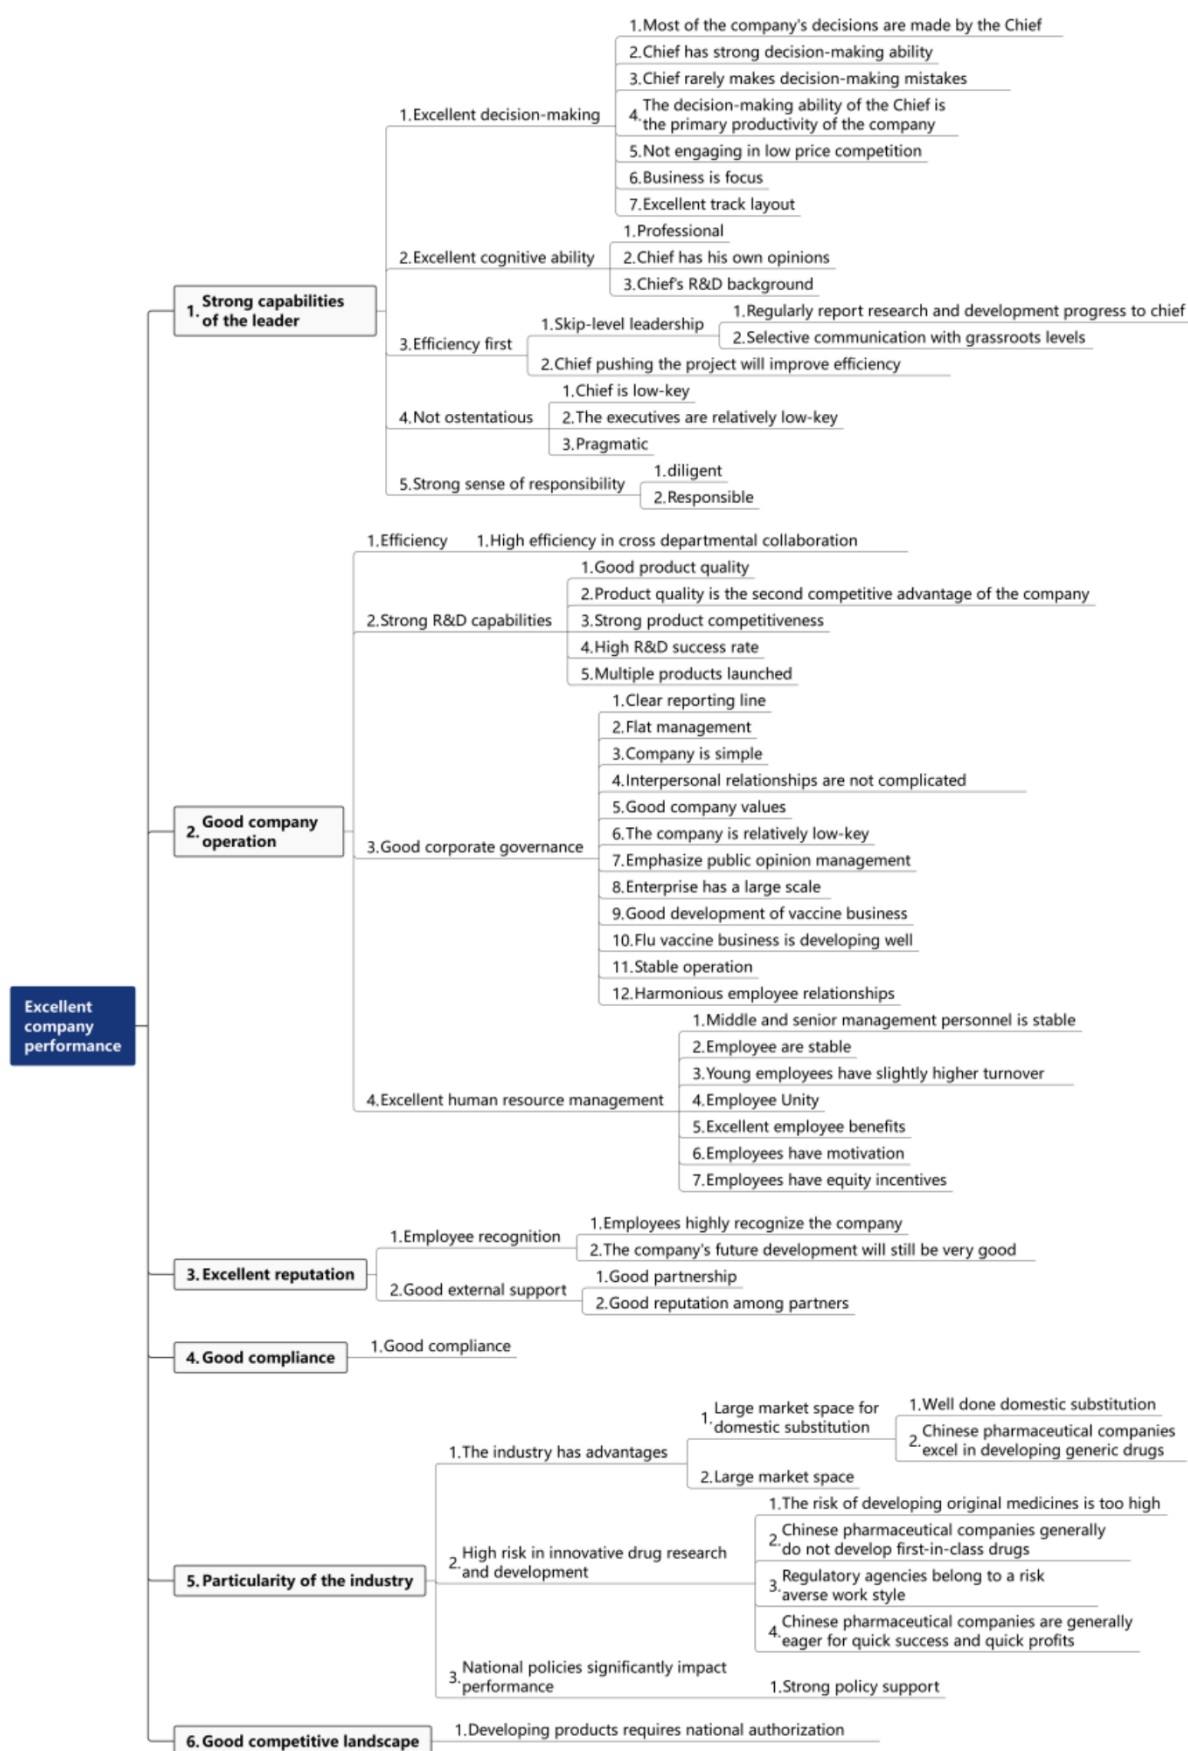 Excellent
company
performance
1. Strong capabilities
of the leader
1.Excellent decision-making
1.Most of the company's decisions are made by the Chief
2.Chief has strong decision-making ability
3.Chief rarely makes decision-making mistakes
4.The decision-making ability of the Chief is
the primary productivity of the company
5.Not engaging in low price competition
6.Business is focus
7.Excellent track layout
2.Excellent cognitive ability
1.Professional
2.Chief has his own opinions
3.Chief's R&D background
3.Efficiency first
1.Skip-level leadership
1.Regularly report research and development progress to chief
2.Selective communication with grassroots levels
2.Chief pushing the project will improve efficiency
4.Not ostentatious
1.Chief is low-key
2.The executives are relatively low-key
3.Pragmatic
5.Strong sense of responsibility
1.diligent
2.Responsible
2. Good company
operation
1.Efficiency
1.High efficiency in cross departmental collaboration
2.Strong R&D capabilities
1.Good product quality
2.Product quality is the second competitive advantage of the company
3.Strong product competitiveness
4.High R&D success rate
5.Multiple products launched
3.Good corporate governance
1.Clear reporting line
2.Flat management
3.Company is simple
4.Interpersonal relationships are not complicated
5.Good company values
6.The company is relatively low-key
7.Emphasize public opinion management
8.Enterprise has a large scale
9.Good development of vaccine business
10.Flu vaccine business is developing well
11.Stable operation
12.Harmonious employee relationships
4.Excellent human resource management
1.Middle and senior management personnel is stable
2.Employee are stable
3.Young employees have slightly higher turnover
4.Employee Unity
5.Excellent employee benefits
6.Employees have motivation
7.Employees have equity incentives
3. Excellent reputation
1.Employee recognition
1.Employees highly recognize the company
2.The company's future development will still be very good
2.Good external support
1.Good partnership
2.Good reputation among partners
4. Good compliance
1.Good compliance
5. Particularity of the industry
1.The industry has advantages
1.Large market space for
domestic substitution
1.Well done domestic substitution
2.Chinese pharmaceutical companies
excel in developing generic drugs
2.Large market space
2.High risk in innovative drug research
and development
1.The risk of developing original medicines is too high
2.Chinese pharmaceutical companies generally
do not develop first-in-class drugs
3.Regulatory agencies belong to a risk
averse work style
4.Chinese pharmaceutical companies are generally
eager for quick success and quick profits
3.National policies significantly impact
performance
1.Strong policy support
6. Good competitive landscape
1.Developing products requires national authorization